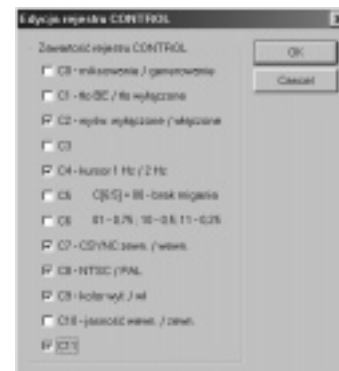 Edycja rejestru CONTROL
Zawartość rejestru CONTROL
OK
Cancel
C0 - miksowanie / generowanie
C1 - tło BE / tło wyłączone
C2 - wyśw. wyłączone / włączone
C3
C4 - kursor 1 Hz / 2 Hz
C5 C[6:5] = 00 - brak migania
C6 01 - 0,75 ; 10 - 0,5; 11 - 0,25
C7 - CSYNC zewn. / wewn.
C8 - NTSC / PAL
C9 - kolor wył. / wł
C10 - jasność wewn. / zewn.
C11